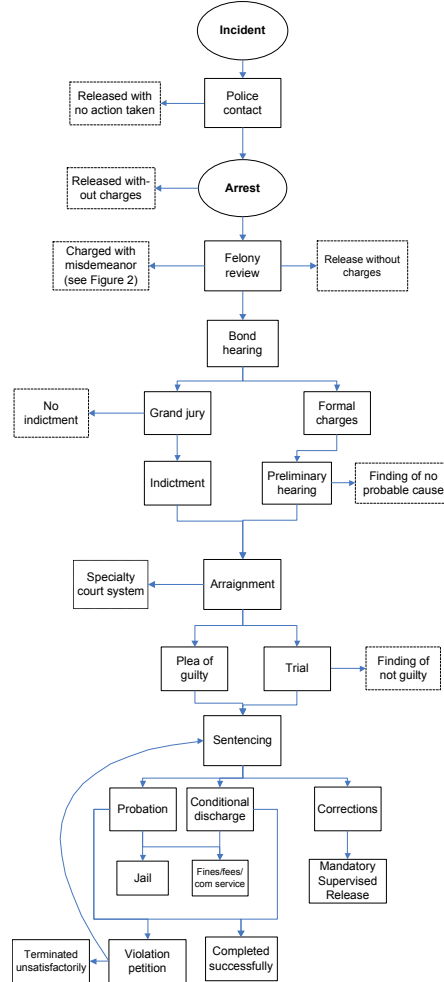 Incident
Released with
no action taken
Police
contact
Released with-
out charges
Arrest
Charged with
misdemeanor
(see Figure 2)
Felony
review
Release without
charges
Bond
hearing
No
indictment
Grand jury
Formal
charges
Indictment
Preliminary
hearing
Finding of no
probable cause
Specialty
court system
Arraignment
Plea of
guilty
Trial
Finding of
not guilty
Sentencing
Probation
Conditional
discharge
Corrections
Jail
Fines/fees/
com service
Mandatory
Supervised
Release
Terminated
unsatisfactorily
Violation
petition
Completed
successfully